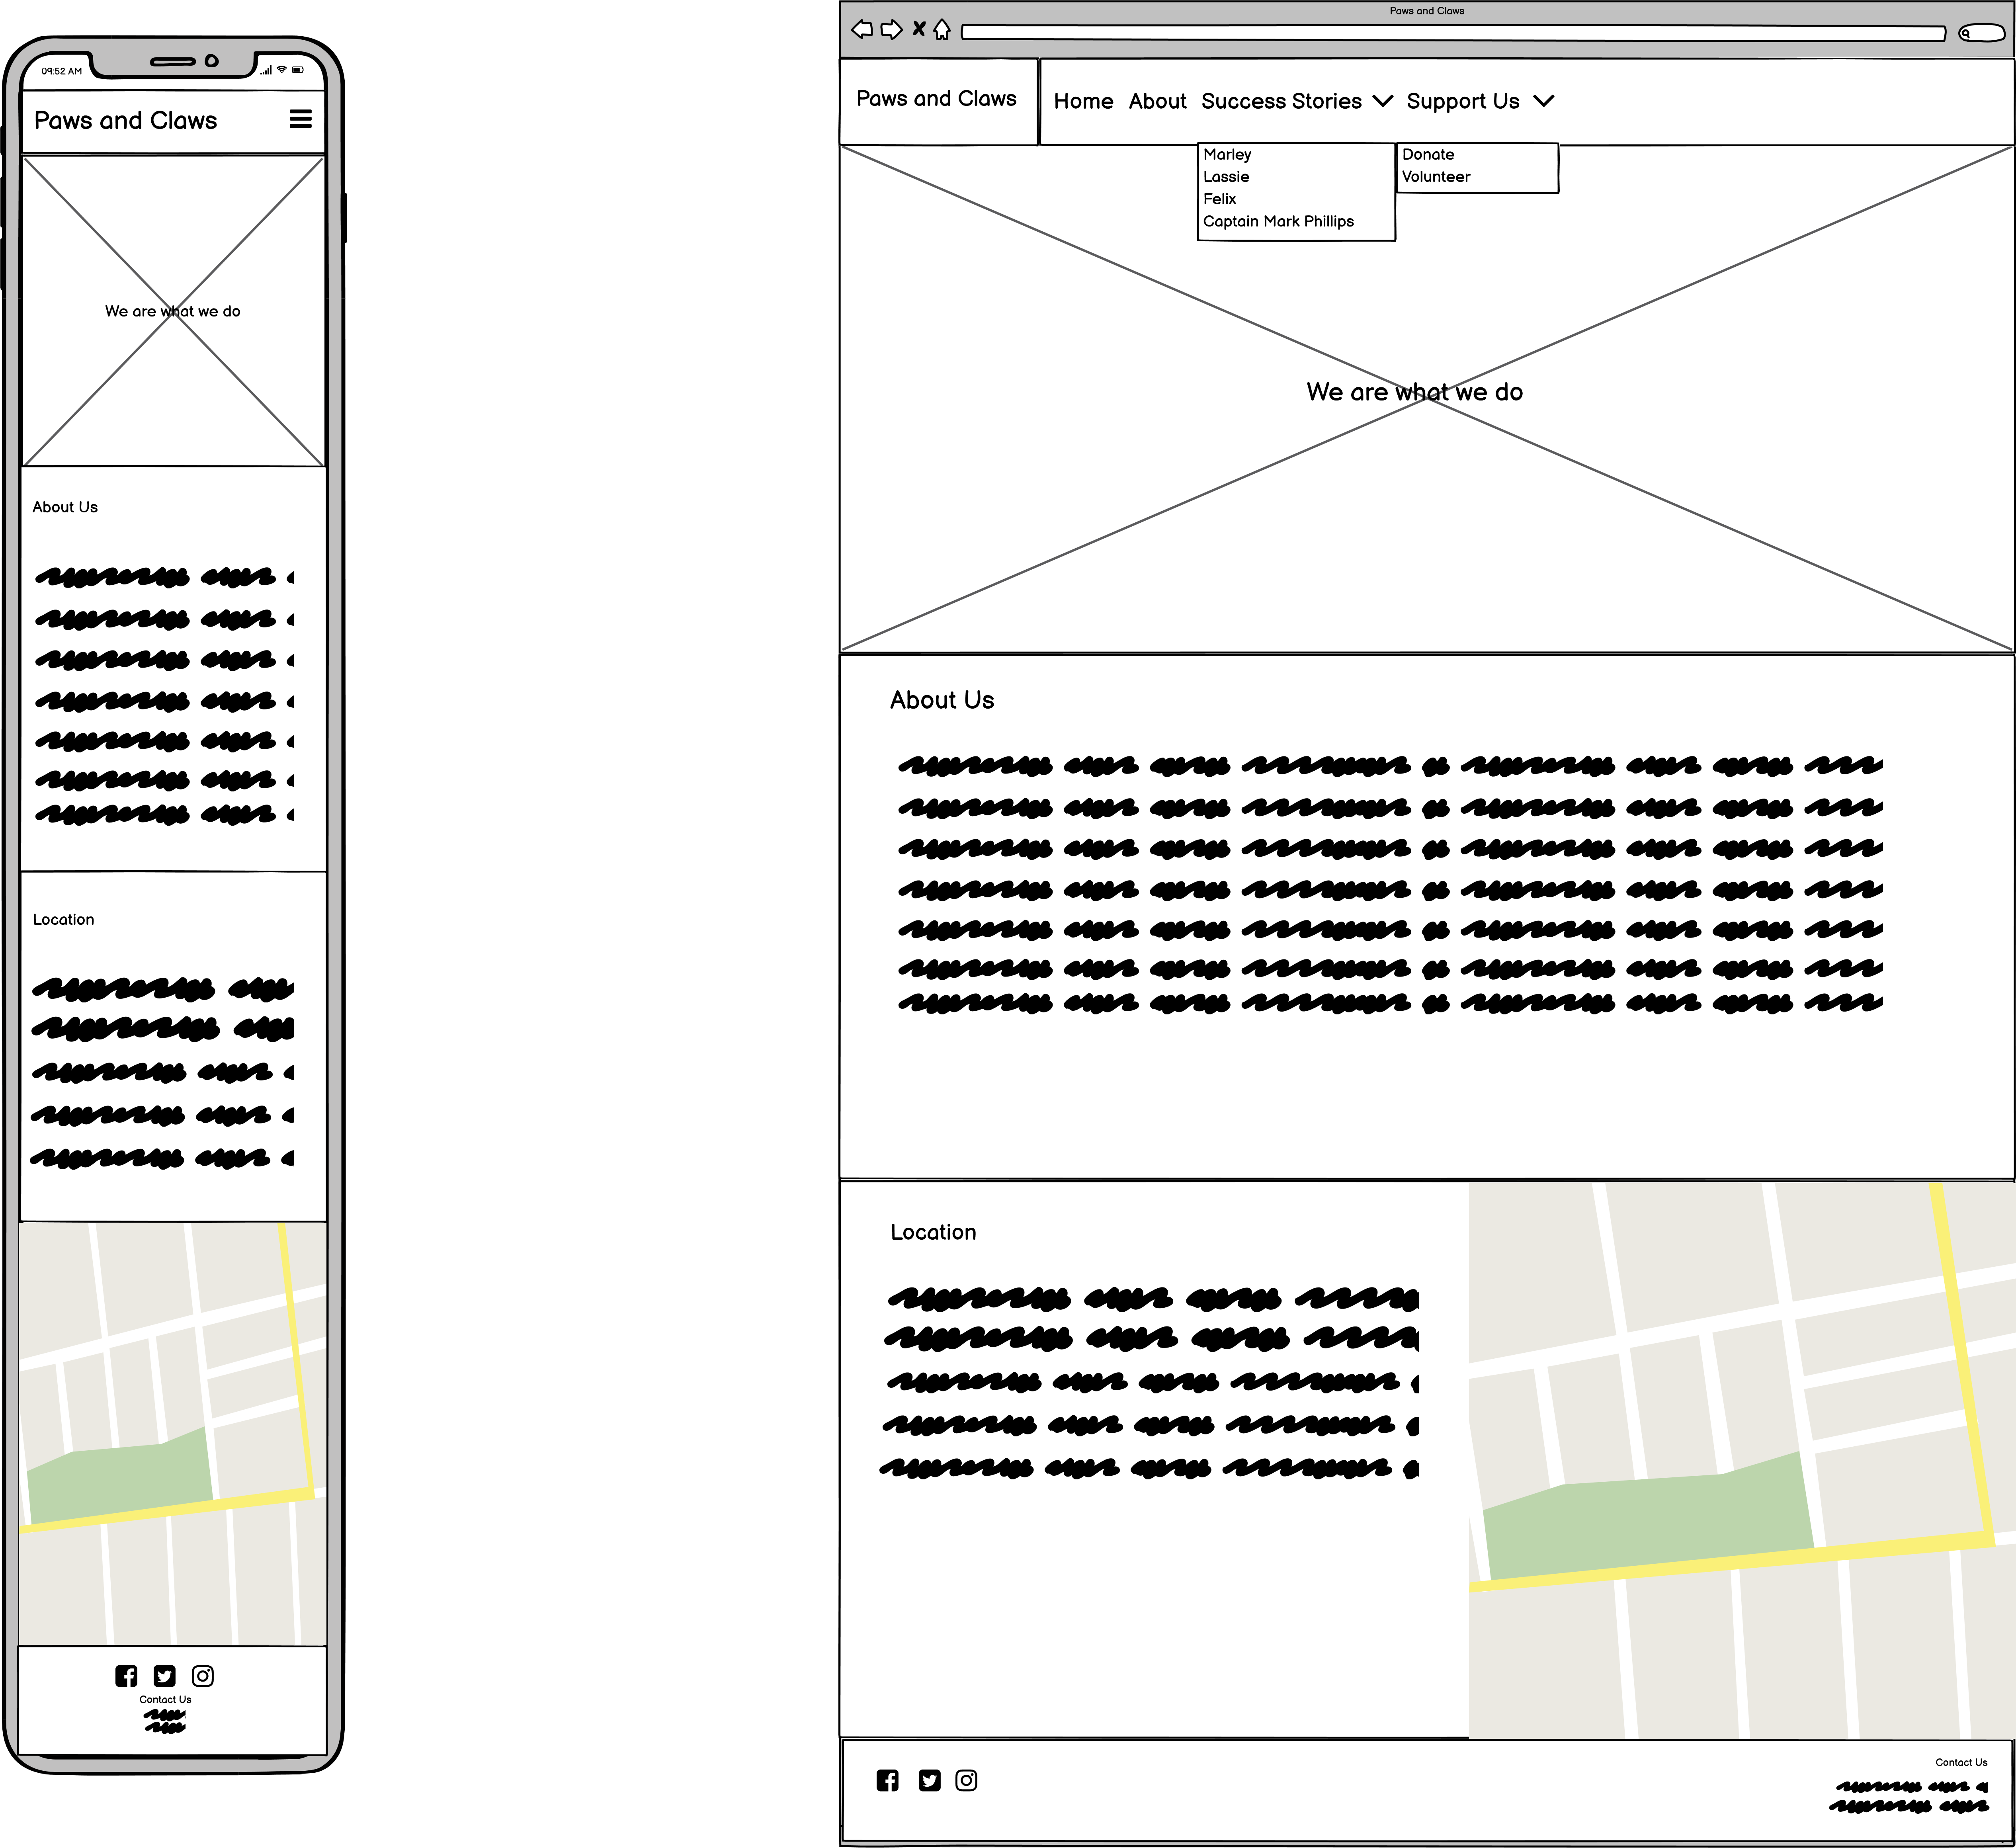 09:52 AM
Paws and Claws
We are what we do
About Us
Location
Contact Us
Paws and Claws
Paws and Claws
Home About Success Stories Support Us
Marley
Lassie
Felix
Captain Mark Phillips
Donate
Volunteer
We are what we do
About Us
Location
Contact Us